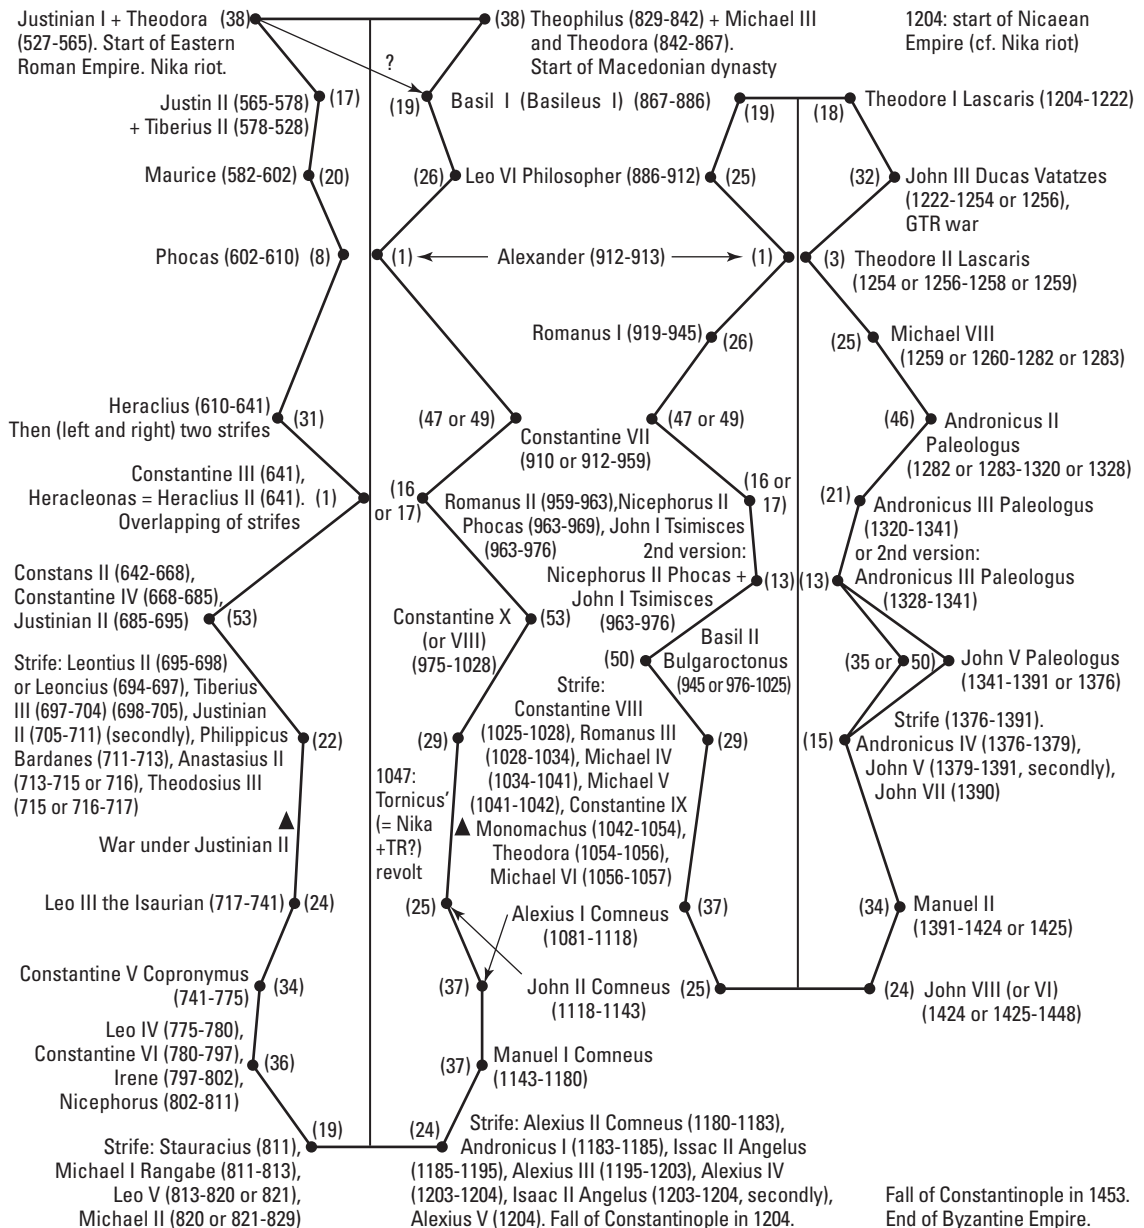 Justinian I + Theodora (38)
(527-565). Start of Eastern
Roman Empire. Nika riot.
(38) Theophilus (829-842) + Michael III
and Theodora (842-867).
Start of Macedonian dynasty
1204: start of Nicaean
Empire (cf. Nika riot)
?
Justin II (565-578) (17)
+ Tiberius II (578-528)
(19) Basil I (Basileus I) (867-886)
(19)
(18) Theodore I Lascaris (1204-1222)
Maurice (582-602) (20)
(26) Leo VI Philosopher (886-912)
(25)
(32) John III Ducas Vatatzes
(1222-1254 or 1256),
GTR war
Phocas (602-610) (8)
(1) Alexander (912-913) (1)
(3) Theodore II Lascaris
(1254 or 1256-1258 or 1259)
Romanus I (919-945)
(26)
(25) Michael VIII
(1259 or 1260-1282 or 1283)
Heraclius (610-641) (31)
Then (left and right) two strifes
(47 or 49)
Constantine VII
(910 or 912-959)
(47 or 49)
(46) Andronicus II
Paleologus
(1282 or 1283-1320 or 1328)
Constantine III (641),
Heracleonas = Heraclius II (641). (1)
Overlapping of strifes
(16
or 17)
Romanus II (959-963),Nicephorus II
Phocas (963-969), John I Tsimisces
(963-976)
2nd version:
Nicephorus II Phocas +
John I Tsimisces
(963-976)
(16 or
17)
(13)
(21) Andronicus III Paleologus
(1320-1341)
or 2nd version:
(13) Andronicus III Paleologus
(1328-1341)
Constans II (642-668),
Constantine IV (668-685),
Justinian II (685-695) (53)
Constantine X
(or VIII)
(975-1028)
(53)
(50)
Basil II
Bulgaroctonus
(945 or 976-1025)
(35 or 50) John V Paleologus
(1341-1391 or 1376)
Strife: Leontius II (695-698)
or Leoncius (694-697), Tiberius
III (697-704) (698-705), Justinian
II (705-711) (secondly), Philippicus
Bardanes (711-713), Anastasius II
(713-715 or 716), Theodosius III
(715 or 716-717)
(22)
(29)
Strife:
Constantine VIII
(1025-1028), Romanus III
(1028-1034), Michael IV
(1034-1041), Michael V
(1041-1042), Constantine IX
Monomachus (1042-1054),
Theodora (1054-1056),
Michael VI (1056-1057)
(29)
(15)
Strife (1376-1391).
Andronicus IV (1376-1379),
John V (1379-1391, secondly),
John VII (1390)
War under Justinian II
1047:
Tornicus'
(= Nika
+TR?)
revolt
Leo III the Isaurian (717-741) (24)
(25)
Alexius I Comneus
(1081-1118)
(37)
(34) Manuel II
(1391-1424 or 1425)
Constantine V Copronymus
(741-775)
(34)
(37)
John II Comneus
(1118-1143)
(25)
(24) John VIII (or VI)
(1424 or 1425-1448)
Leo IV (775-780),
Constantine VI (780-797),
Irene (797-802),
Nicephorus (802-811)
(36)
(37) Manuel I Comneus
(1143-1180)
(19)
Strife: Stauracius (811),
Michael I Rangabe (811-813),
Leo V (813-820 or 821),
Michael II (820 or 821-829)
(24)
Strife: Alexius II Comneus (1180-1183),
Andronicus I (1183-1185), Issac II Angelus
(1185-1195), Alexius III (1195-1203), Alexius IV
(1203-1204), Isaac II Angelus (1203-1204, secondly),
Alexius V (1204). Fall of Constantinople in 1204.
Fall of Constantinople in 1453.
End of Byzantine Empire.